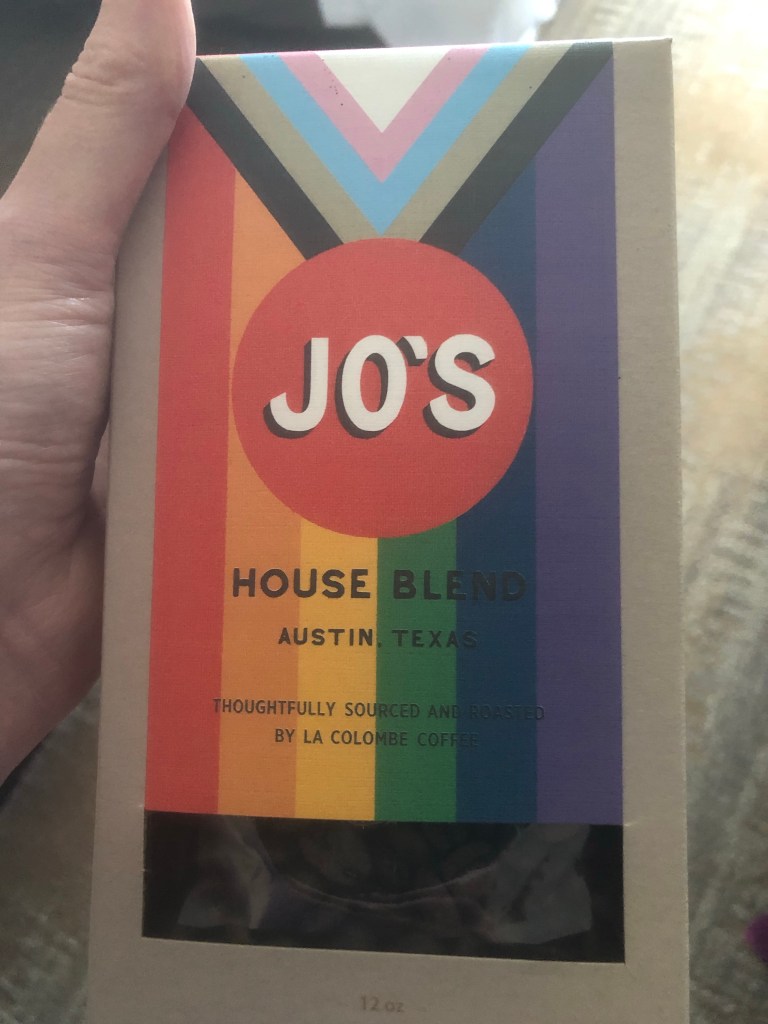 JO'S
HOUSE BLEND
AUSTIN, TEXAS
THOUGHTFULLY SOURCED AND ROASTED
BY LA COLOMBE COFFEE
12 oz